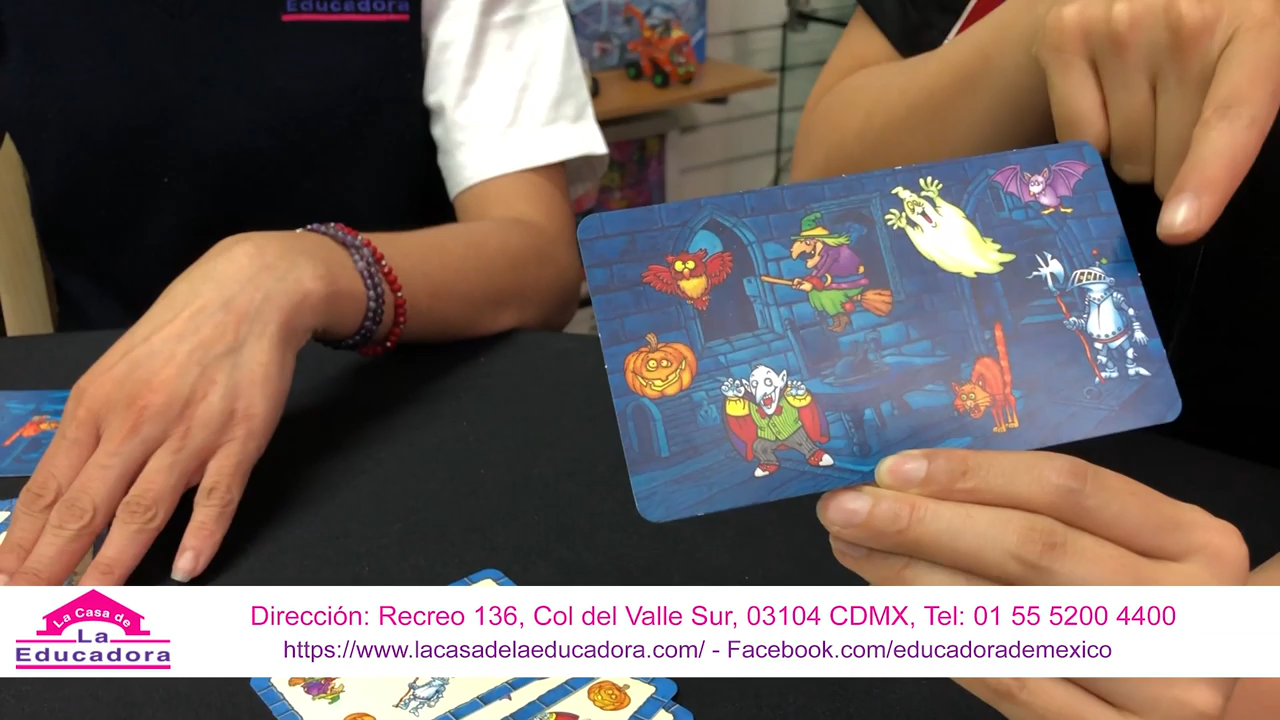 Educadora
La Casa de
La
Educadora
Dirección: Recreo 136, Col del Valle Sur, 03104 CDMX, Tel: 01 55 5200 4400
https://www.lacasadelaeducadora.com/ - Facebook.com/educadorademexico